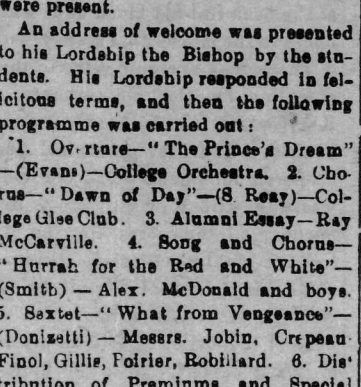 were present.
An address of welcome was presented
to his Lordship the Bishop by the stu-
dents. His Lordship responded in fel-
icitous terms, and then the following
programme was carried out :
1. Overture—" The Prince's Dream"
—(Evans)—College Orchestra. 2. Cho-
rus—" Dawn of Day"—(S. Reay)—Col-
lege Glee Club. 3. Alumni Essay—Ray
McCarville. 4. Song and Chorus—
" Hurrah for the Red and White"—
(Smith) — Alex. McDonald and boys.
5. Sextet—" What from Vengeance"—
(Donizetti) — Messrs. Jobin, Crepeau
Finol, Gillis, Poirier, Robillard. 6. Dis'
tribution of Premiums and Special